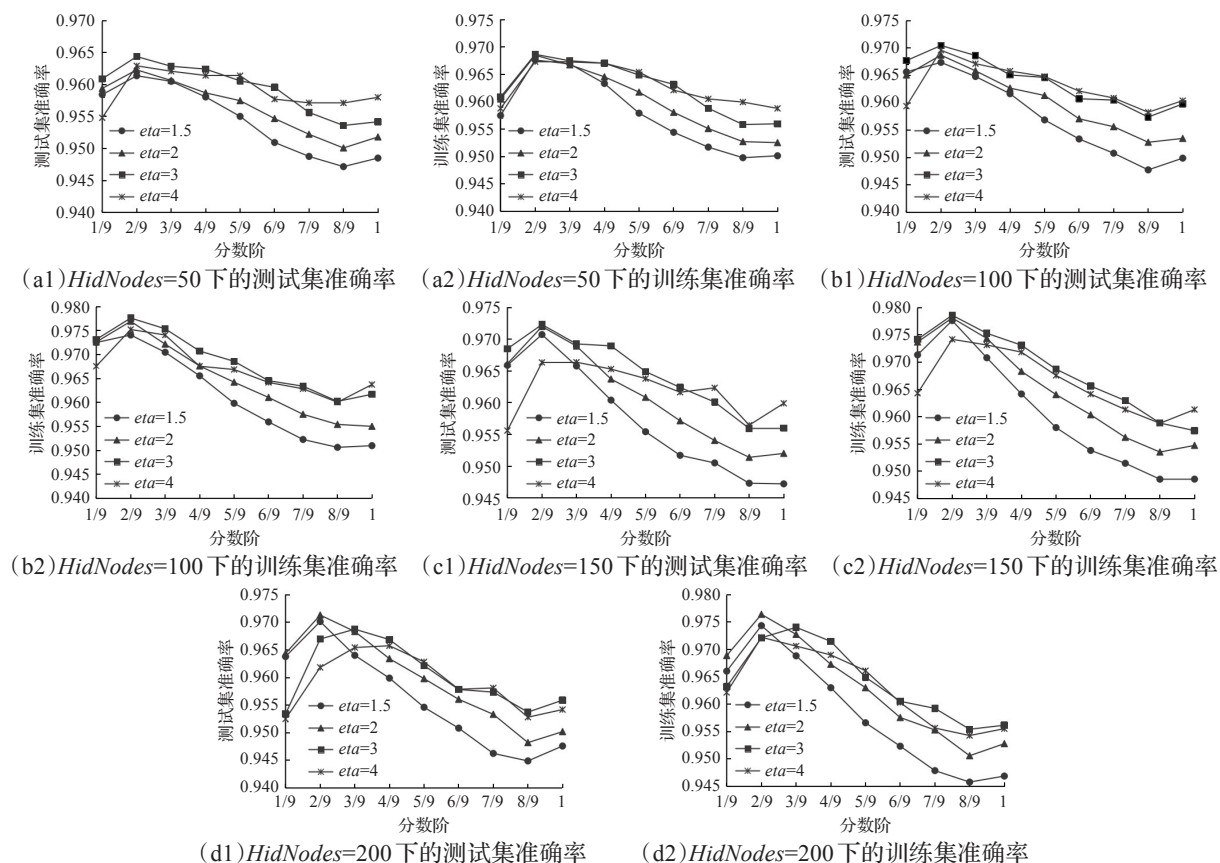 0.970
0.965
0.960
0.955
0.950
0.945
0.940
测试集准确率
eta=1.5
eta=2
eta=3
eta=4
1/9 2/9 3/9 4/9 5/9 6/9 7/9 8/9 1
分数阶
(a1)HidNodes=50下的测试集准确率
0.975
0.970
0.965
0.960
0.955
0.950
0.945
0.940
训练集准确率
eta=1.5
eta=2
eta=3
eta=4
1/9 2/9 3/9 4/9 5/9 6/9 7/9 8/9 1
分数阶
(a2)HidNodes=50下的训练集准确率
0.975
0.970
0.965
0.960
0.955
0.950
0.945
0.940
测试集准确率
eta=1.5
eta=2
eta=3
eta=4
1/9 2/9 3/9 4/9 5/9 6/9 7/9 8/9 1
分数阶
(b1)HidNodes=100下的测试集准确率
0.980
0.975
0.970
0.965
0.960
0.955
0.950
0.945
0.940
训练集准确率
eta=1.5
eta=2
eta=3
eta=4
1/9 2/9 3/9 4/9 5/9 6/9 7/9 8/9 1
分数阶
(b2)HidNodes=100下的训练集准确率
0.975
0.970
0.965
0.960
0.955
0.950
0.945
测试集准确率
eta=1.5
eta=2
eta=3
eta=4
1/9 2/9 3/9 4/9 5/9 6/9 7/9 8/9 1
分数阶
(c1)HidNodes=150下的测试集准确率
0.980
0.975
0.970
0.965
0.960
0.955
0.950
0.945
训练集准确率
eta=1.5
eta=2
eta=3
eta=4
1/9 2/9 3/9 4/9 5/9 6/9 7/9 8/9 1
分数阶
(c2)HidNodes=150下的训练集准确率
0.975
0.970
0.965
0.960
0.955
0.950
0.945
0.940
测试集准确率
eta=1.5
eta=2
eta=3
eta=4
1/9 2/9 3/9 4/9 5/9 6/9 7/9 8/9 1
分数阶
(d1)HidNodes=200下的测试集准确率
0.980
0.975
0.970
0.965
0.960
0.955
0.950
0.945
训练集准确率
eta=1.5
eta=2
eta=3
eta=4
1/9 2/9 3/9 4/9 5/9 6/9 7/9 8/9 1
分数阶
(d2)HidNodes=200下的训练集准确率